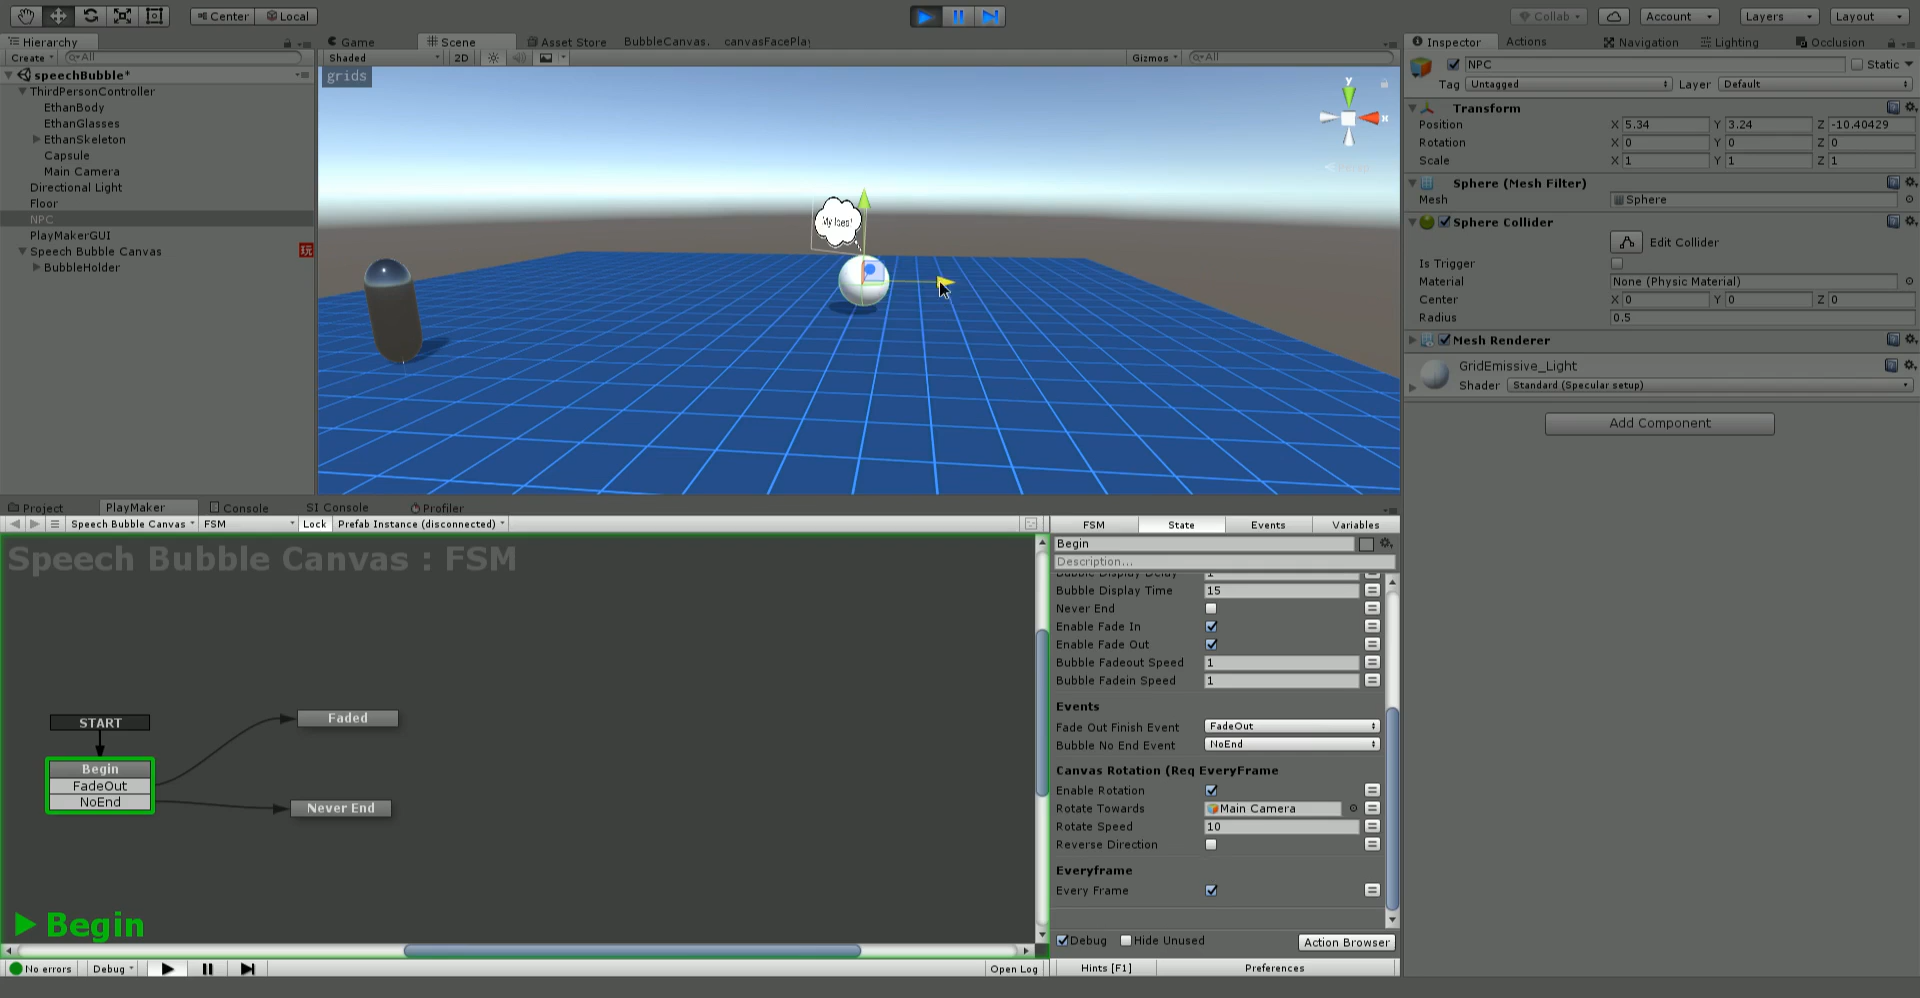 Center
Local
Collab
Account
Layers
Layout
Hierarchy
Game
Scene
Asset Store
BubbleCanvas.
canvasFacePlay
Inspector
Actions
Navigation
Lighting
Occlusion
Create
All
Shaded
2D
Gizmos
All
NPC
Static
speechBubble*
grids
Tag Untagged
Layer Default
ThirdPersonController
EthanBody
EthanGlasses
EthanSkeleton
Capsule
Main Camera
Directional Light
Floor
NPC
PlayMakerGUI
Speech Bubble Canvas
玩
BubbleHolder
y
x
My Idea!
Transform
Position X 5.34 Y 3.24 Z -10.40429
Rotation X 0 Y 0 Z 0
Scale X 1 Y 1 Z 1
Sphere (Mesh Filter)
Mesh Sphere
Sphere Collider
Edit Collider
Is Trigger
Material None (Physic Material)
Center X 0 Y 0 Z 0
Radius 0.5
Mesh Renderer
GridEmissive_Light
Shader Standard (Specular setup)
Add Component
Project
PlayMaker
Console
SI Console
Profiler
Speech Bubble Canvas
FSM
Lock
Prefab Instance (disconnected)
FSM
State
Events
Variables
Speech Bubble Canvas : FSM
START
Begin
FadeOut
NoEnd
Faded
Never End
Begin
Begin
Description...
Bubble Display Delay 1
Bubble Display Time 15
Never End
Enable Fade In
Enable Fade Out
Bubble Fadeout Speed 1
Bubble Fadein Speed 1
Events
Fade Out Finish Event FadeOut
Bubble No End Event NoEnd
Canvas Rotation (Req EveryFrame
Enable Rotation
Rotate Towards Main Camera
Rotate Speed 10
Reverse Direction
Everyframe
Every Frame
Debug
Hide Unused
Action Browser
No errors
Debug
Open Log
Hints [F1]
Preferences